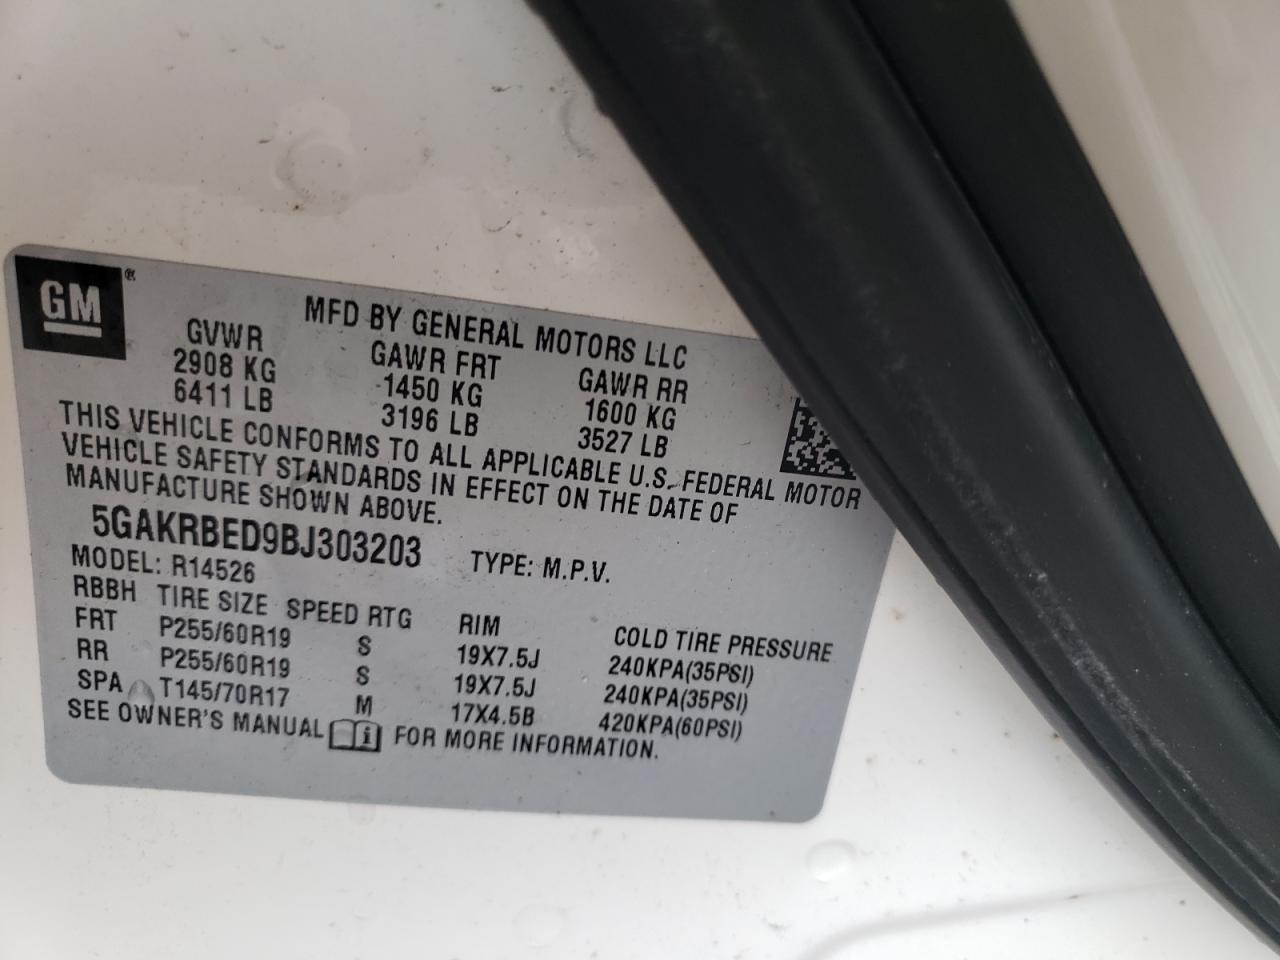 GM ®
MFD BY GENERAL MOTORS LLC
GVWR GAWR FRT GAWR RR
2908 KG 1450 KG 1600 KG
6411 LB 3196 LB 3527 LB
THIS VEHICLE CONFORMS TO ALL APPLICABLE U.S. FEDERAL MOTOR
VEHICLE SAFETY STANDARDS IN EFFECT ON THE DATE OF
MANUFACTURE SHOWN ABOVE.
5GAKRBED9BJ303203 TYPE: M.P.V.
MODEL: R14526
RBBH TIRE SIZE SPEED RTG RIM COLD TIRE PRESSURE
FRT P255/60R19 S 19X7.5J 240KPA(35PSI)
RR P255/60R19 S 19X7.5J 240KPA(35PSI)
SPA T145/70R17 M 17X4.5B 420KPA(60PSI)
SEE OWNER'S MANUAL i FOR MORE INFORMATION.